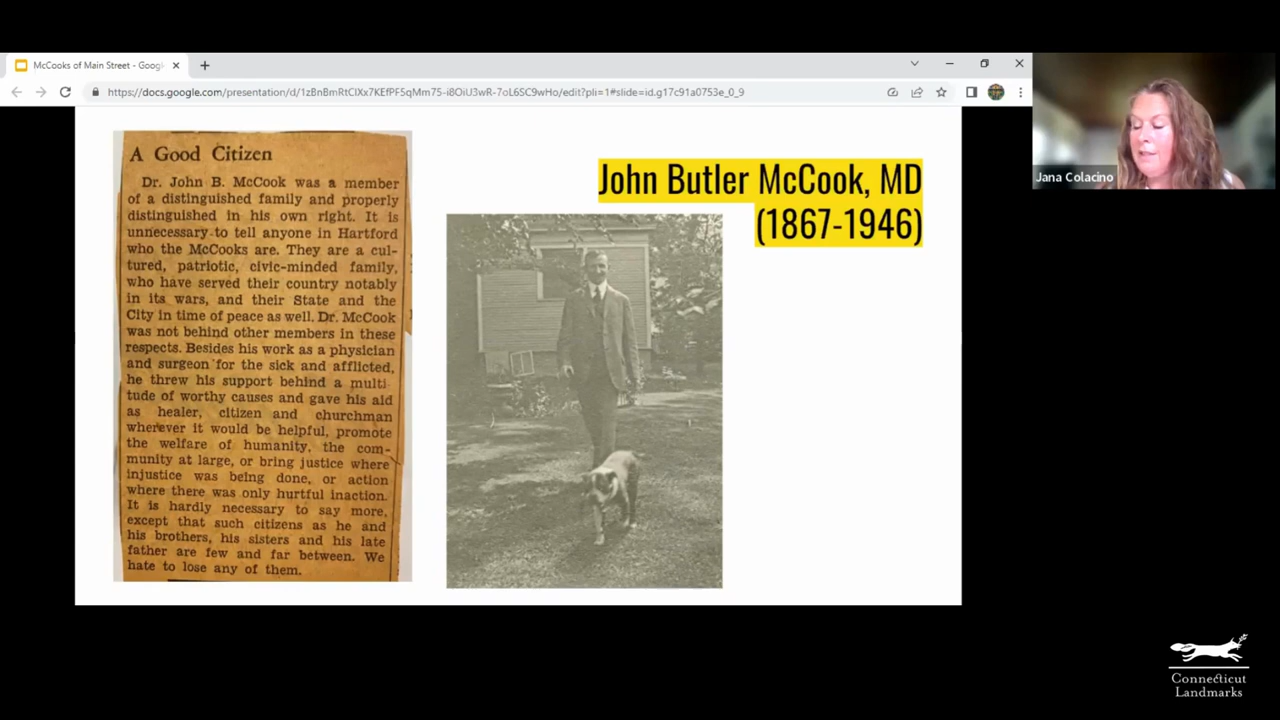 McCooks of Main Street - Googl
https://docs.google.com/presentation/d/1zBnBmRtClXx7KEfPF5qMm75-i8OiU3wR-7oL6SC9wHo/edit?pli=1#slide=id.g17c91a0753e_0_9
A Good Citizen
Dr. John B. McCook was a member
of a distinguished family and properly
distinguished in his own right. It is
unnecessary to tell anyone in Hartford
who the McCooks are. They are a cul-
tured, patriotic, civic-minded family,
who have served their country notably
in its wars, and their State and the
City in time of peace as well. Dr. McCook
was not behind other members in these
respects. Besides his work as a physician
and surgeon for the sick and afflicted,
he threw his support behind a multi-
tude of worthy causes and gave his aid
as healer, citizen and churchman
wherever it would be helpful, promote
the welfare of humanity, the com-
munity at large, or bring justice where
injustice was being done, or action
where there was only hurtful inaction.
It is hardly necessary to say more,
except that such citizens as he and
his brothers, his sisters and his late
father are few and far between. We
hate to lose any of them.
John Butler McCook, MD
(1867-1946)
Jana Colacino
Connecticut
Landmarks